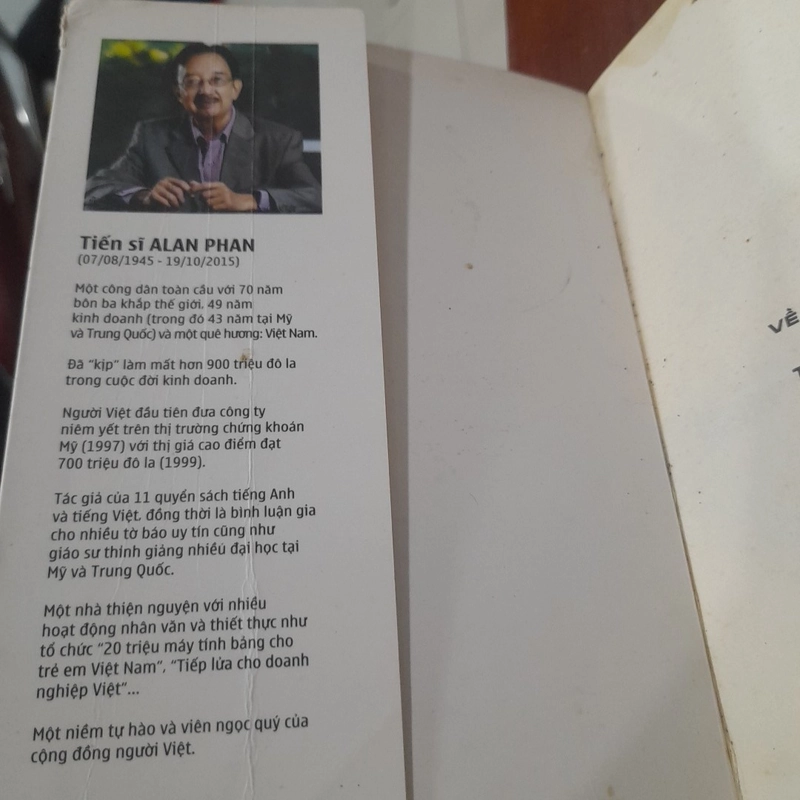 Tiến sĩ ALAN PHAN
(07/08/1945 - 19/10/2015)
Một công dân toàn cầu với 70 năm
bôn ba khắp thế giới, 49 năm
kinh doanh (trong đó 43 năm tại Mỹ
và Trung Quốc) và một quê hương: Việt Nam.
Đã "kịp" làm mất hơn 900 triệu đô la
trong cuộc đời kinh doanh.
Người Việt đầu tiên đưa công ty
niêm yết trên thị trường chứng khoán
Mỹ (1997) với thị giá cao điểm đạt
700 triệu đô la (1999).
Tác giả của 11 quyển sách tiếng Anh
và tiếng Việt, đồng thời là bình luận gia
cho nhiều tờ báo uy tín cũng như
giáo sư thỉnh giảng nhiều đại học tại
Mỹ và Trung Quốc.
Một nhà thiện nguyện với nhiều
hoạt động nhân văn và thiết thực như
tổ chức "20 triệu máy tính bảng cho
trẻ em Việt Nam", "Tiếp lửa cho doanh
nghiệp Việt"...
Một niềm tự hào và viên ngọc quý của
cộng đồng người Việt.
VỀ